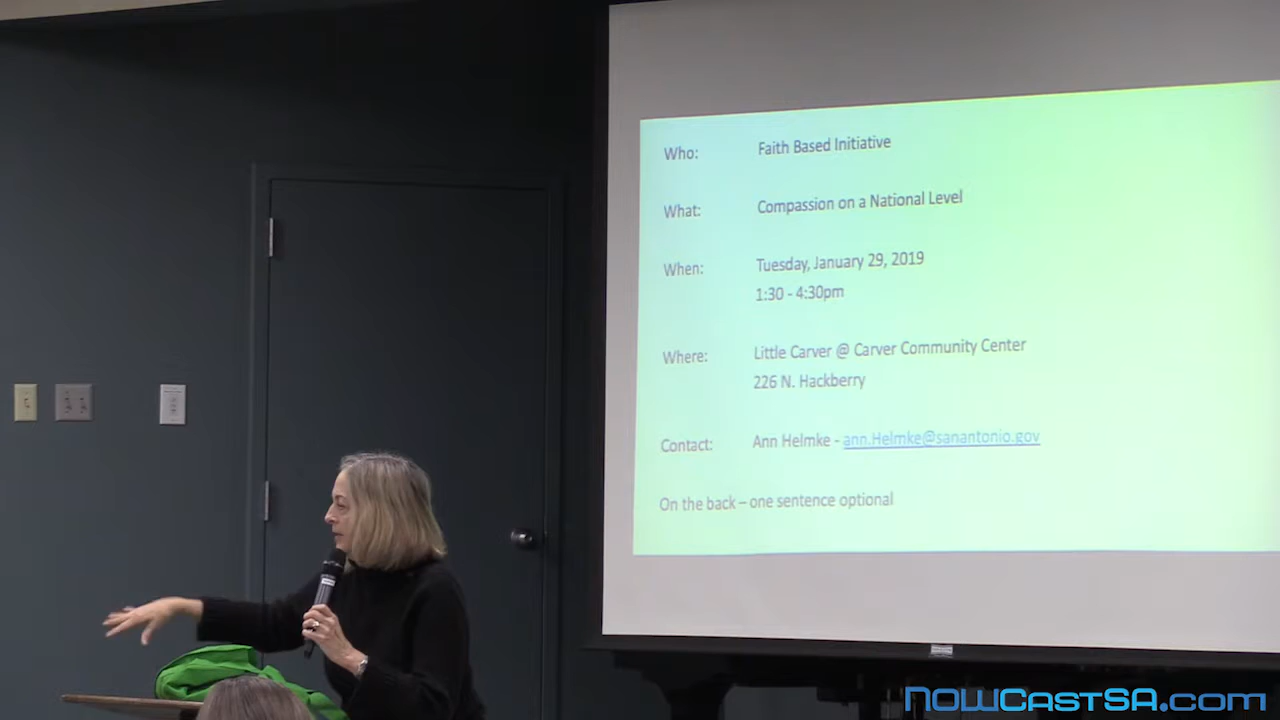 Who: Faith Based Initiative
What: Compassion on a National Level
When: Tuesday, January 29, 2019
1:30 - 4:30pm
Where: Little Carver @ Carver Community Center
226 N. Hackberry
Contact: Ann Helmke - ann.Helmke@sanantonio.gov
On the back – one sentence optional
NOWCASTSA.com